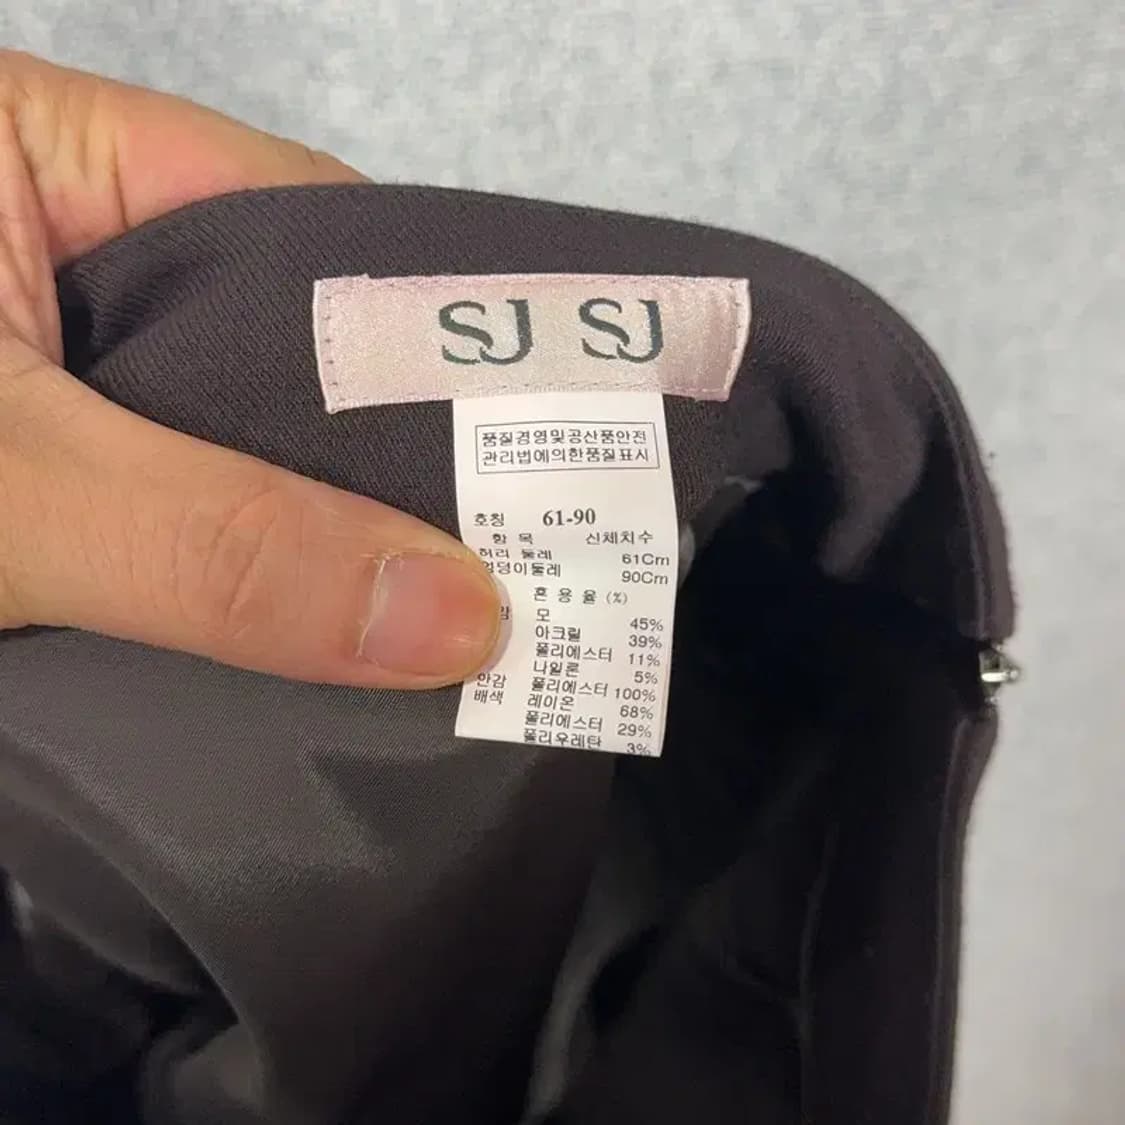 SJ SJ
품질경영및공산품안전
관리법에의한품질표시
호칭 61-90
항 목 신체치수
허리 둘레 61Cm
엉덩이둘레 90Cm
혼 용 율 (%)
모 45%
아크릴 39%
폴리에스터 11%
나일론 5%
안감 폴리에스터 100%
배색 레이온 68%
폴리에스터 29%
폴리우레탄 3%